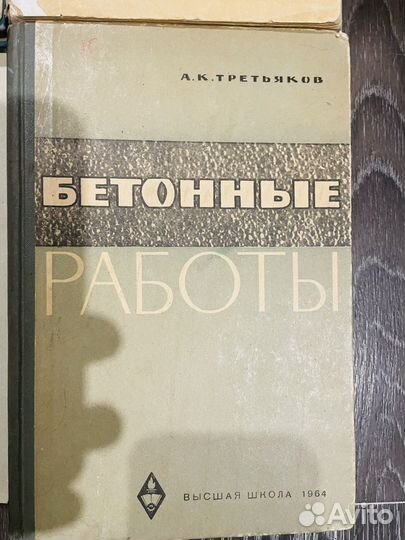 А.К.ТРЕТЬЯКОВ
БЕТОННЫЕ
РАБОТЫ
ВЫСШАЯ ШКОЛА 1964
Avito